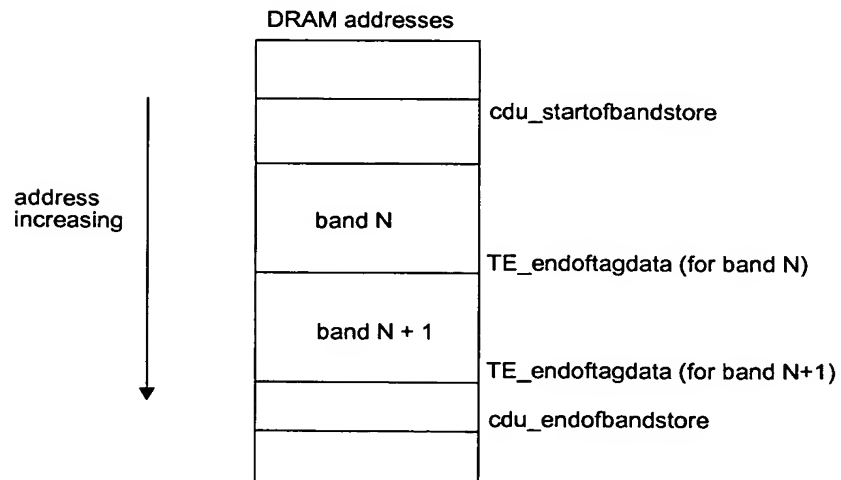 DRAM addresses
cdu_startofbandstore
address
increasing
band N
TE_endoftagdata (for band N)
band N + 1
TE_endoftagdata (for band N+1)
cdu_endofbandstore